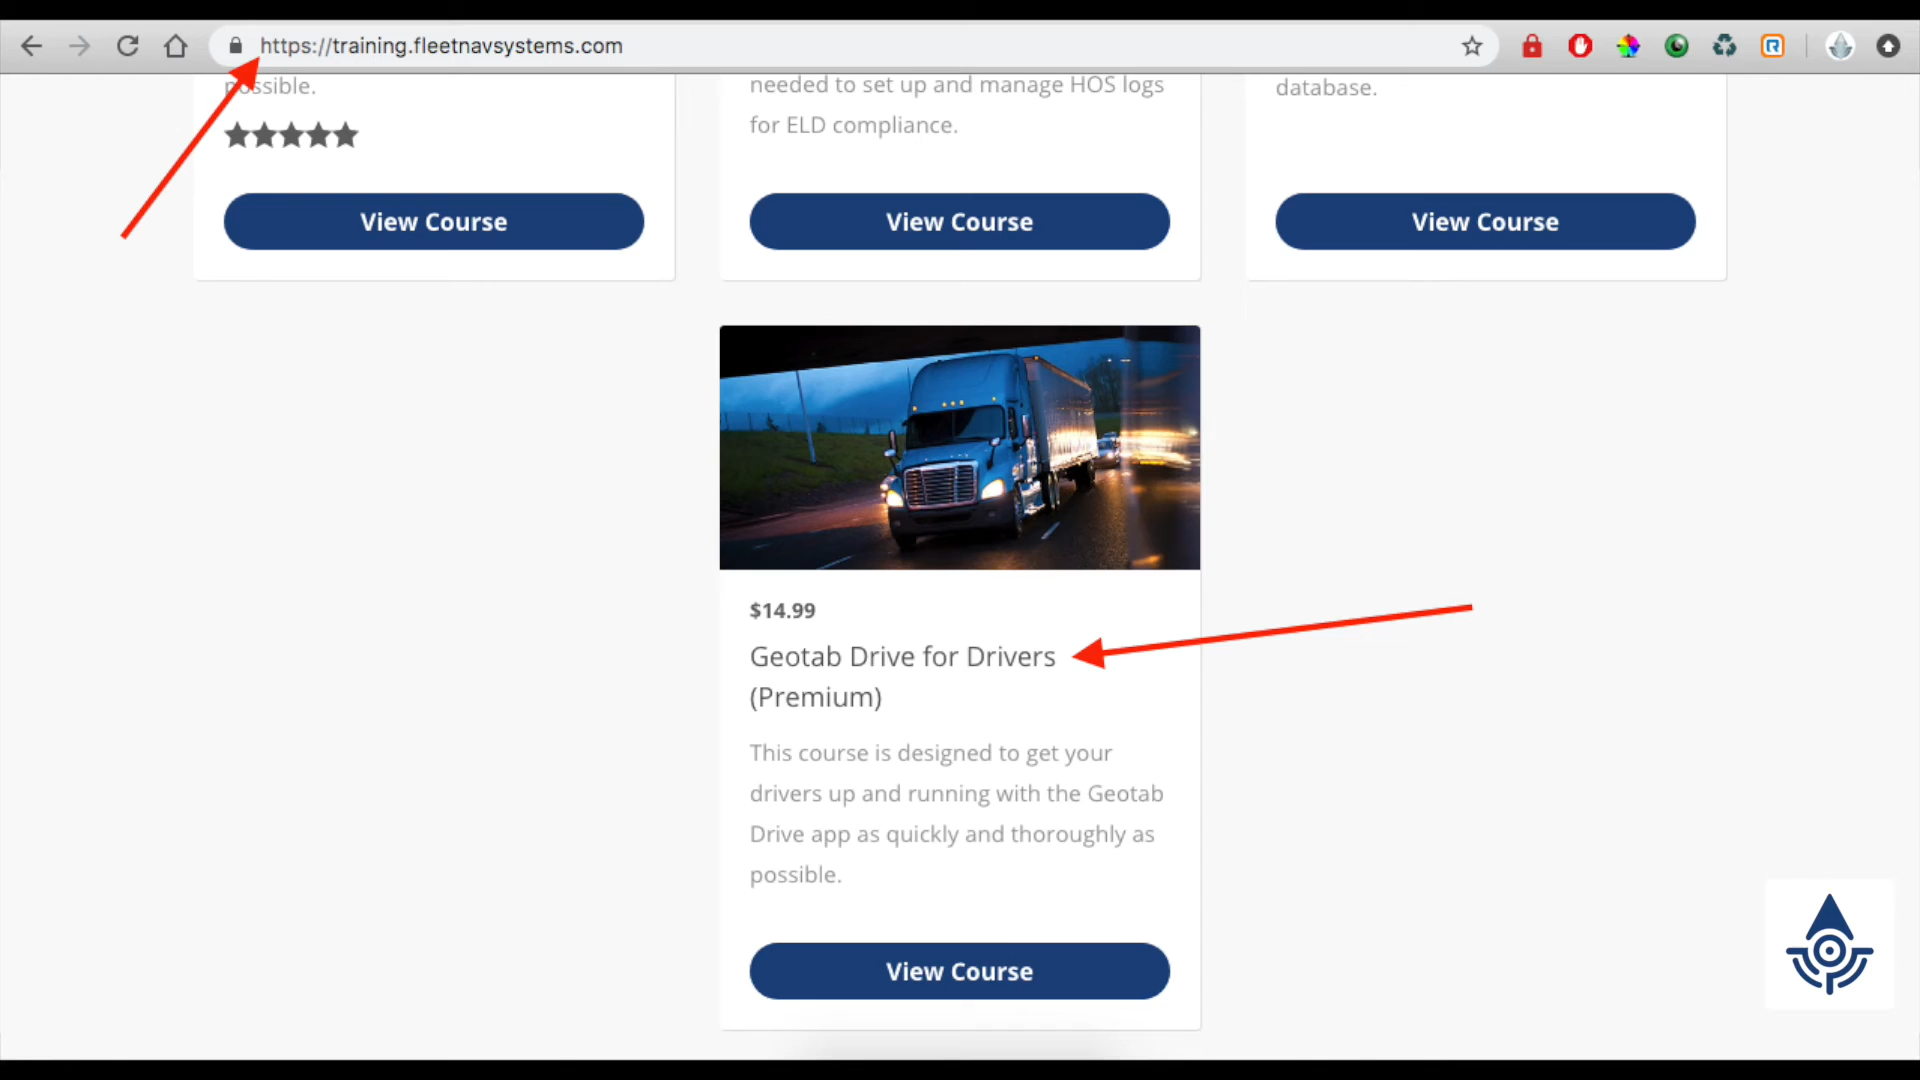 https://training.fleetnavsystems.com
possible.
needed to set up and manage HOS logs
for ELD compliance.
database.
View Course
View Course
View Course
$14.99
Geotab Drive for Drivers
(Premium)
This course is designed to get your
drivers up and running with the Geotab
Drive app as quickly and thoroughly as
possible.
View Course